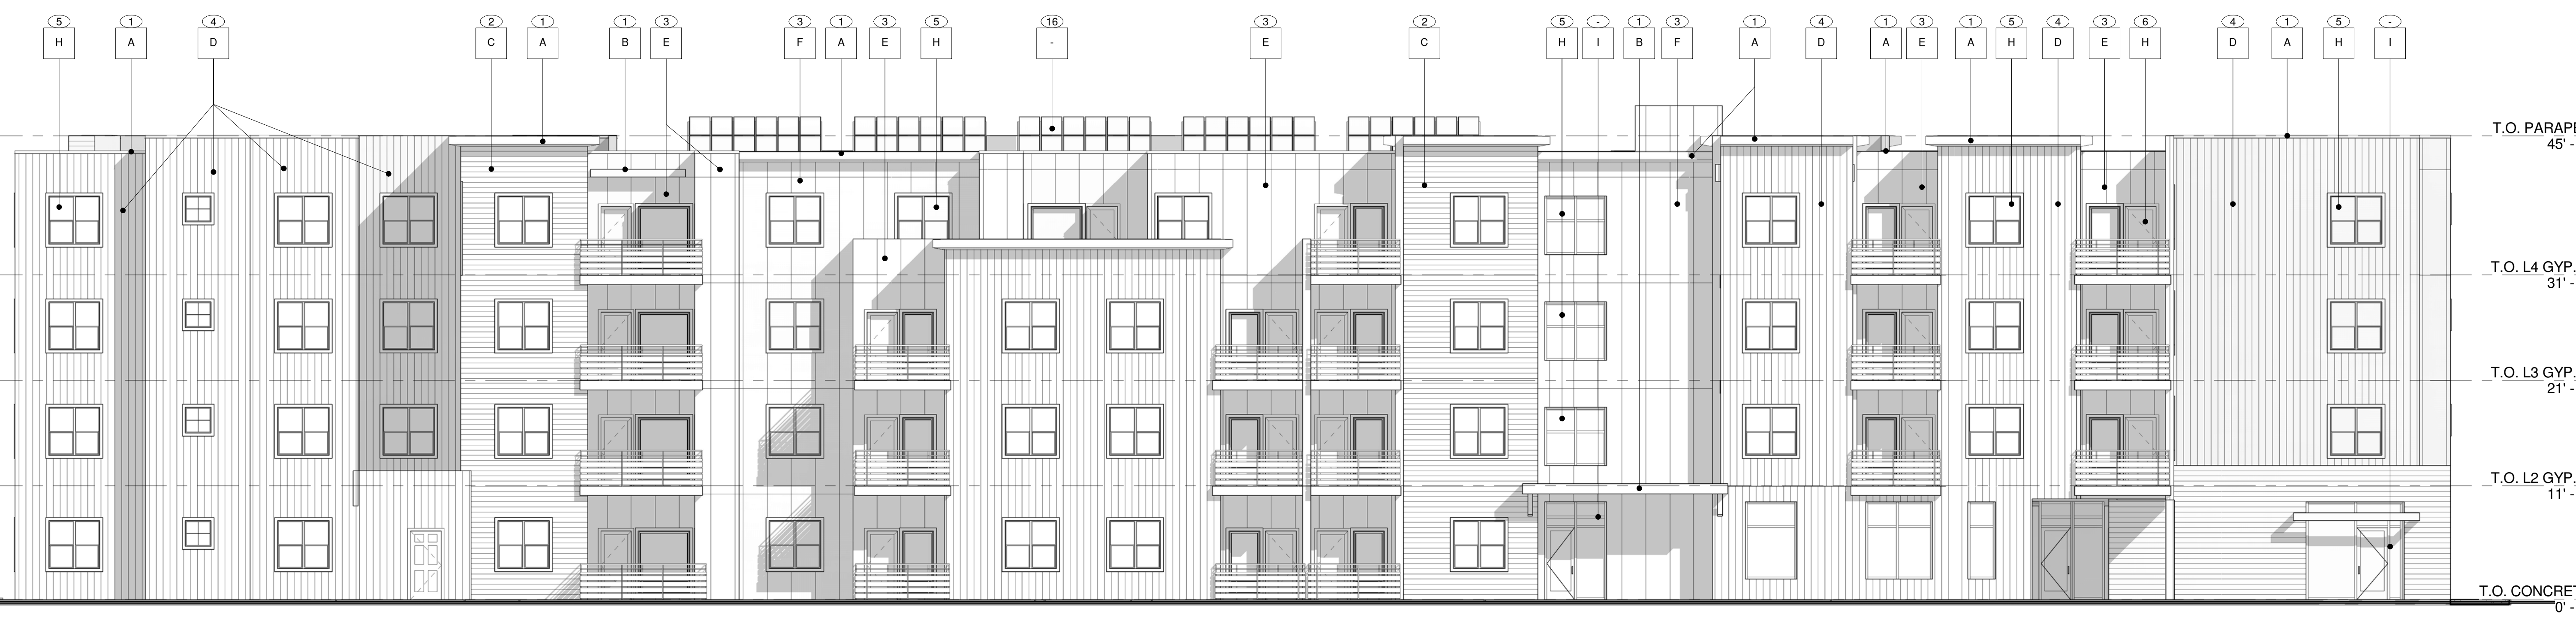 5 1 4 2 1 1 3 3 1 3 5 16 3 2 5 - 1 3 1 4 1 3 1 5 4 3 6 4 1 5 -
H A D C A B E F A E H - E C H I B F A D A E A H D E H D A H I
T.O. PARAPE
45' -
T.O. L4 GYP.
31' -
T.O. L3 GYP.
21' -
T.O. L2 GYP.
11' -
T.O. CONCRE
0' -